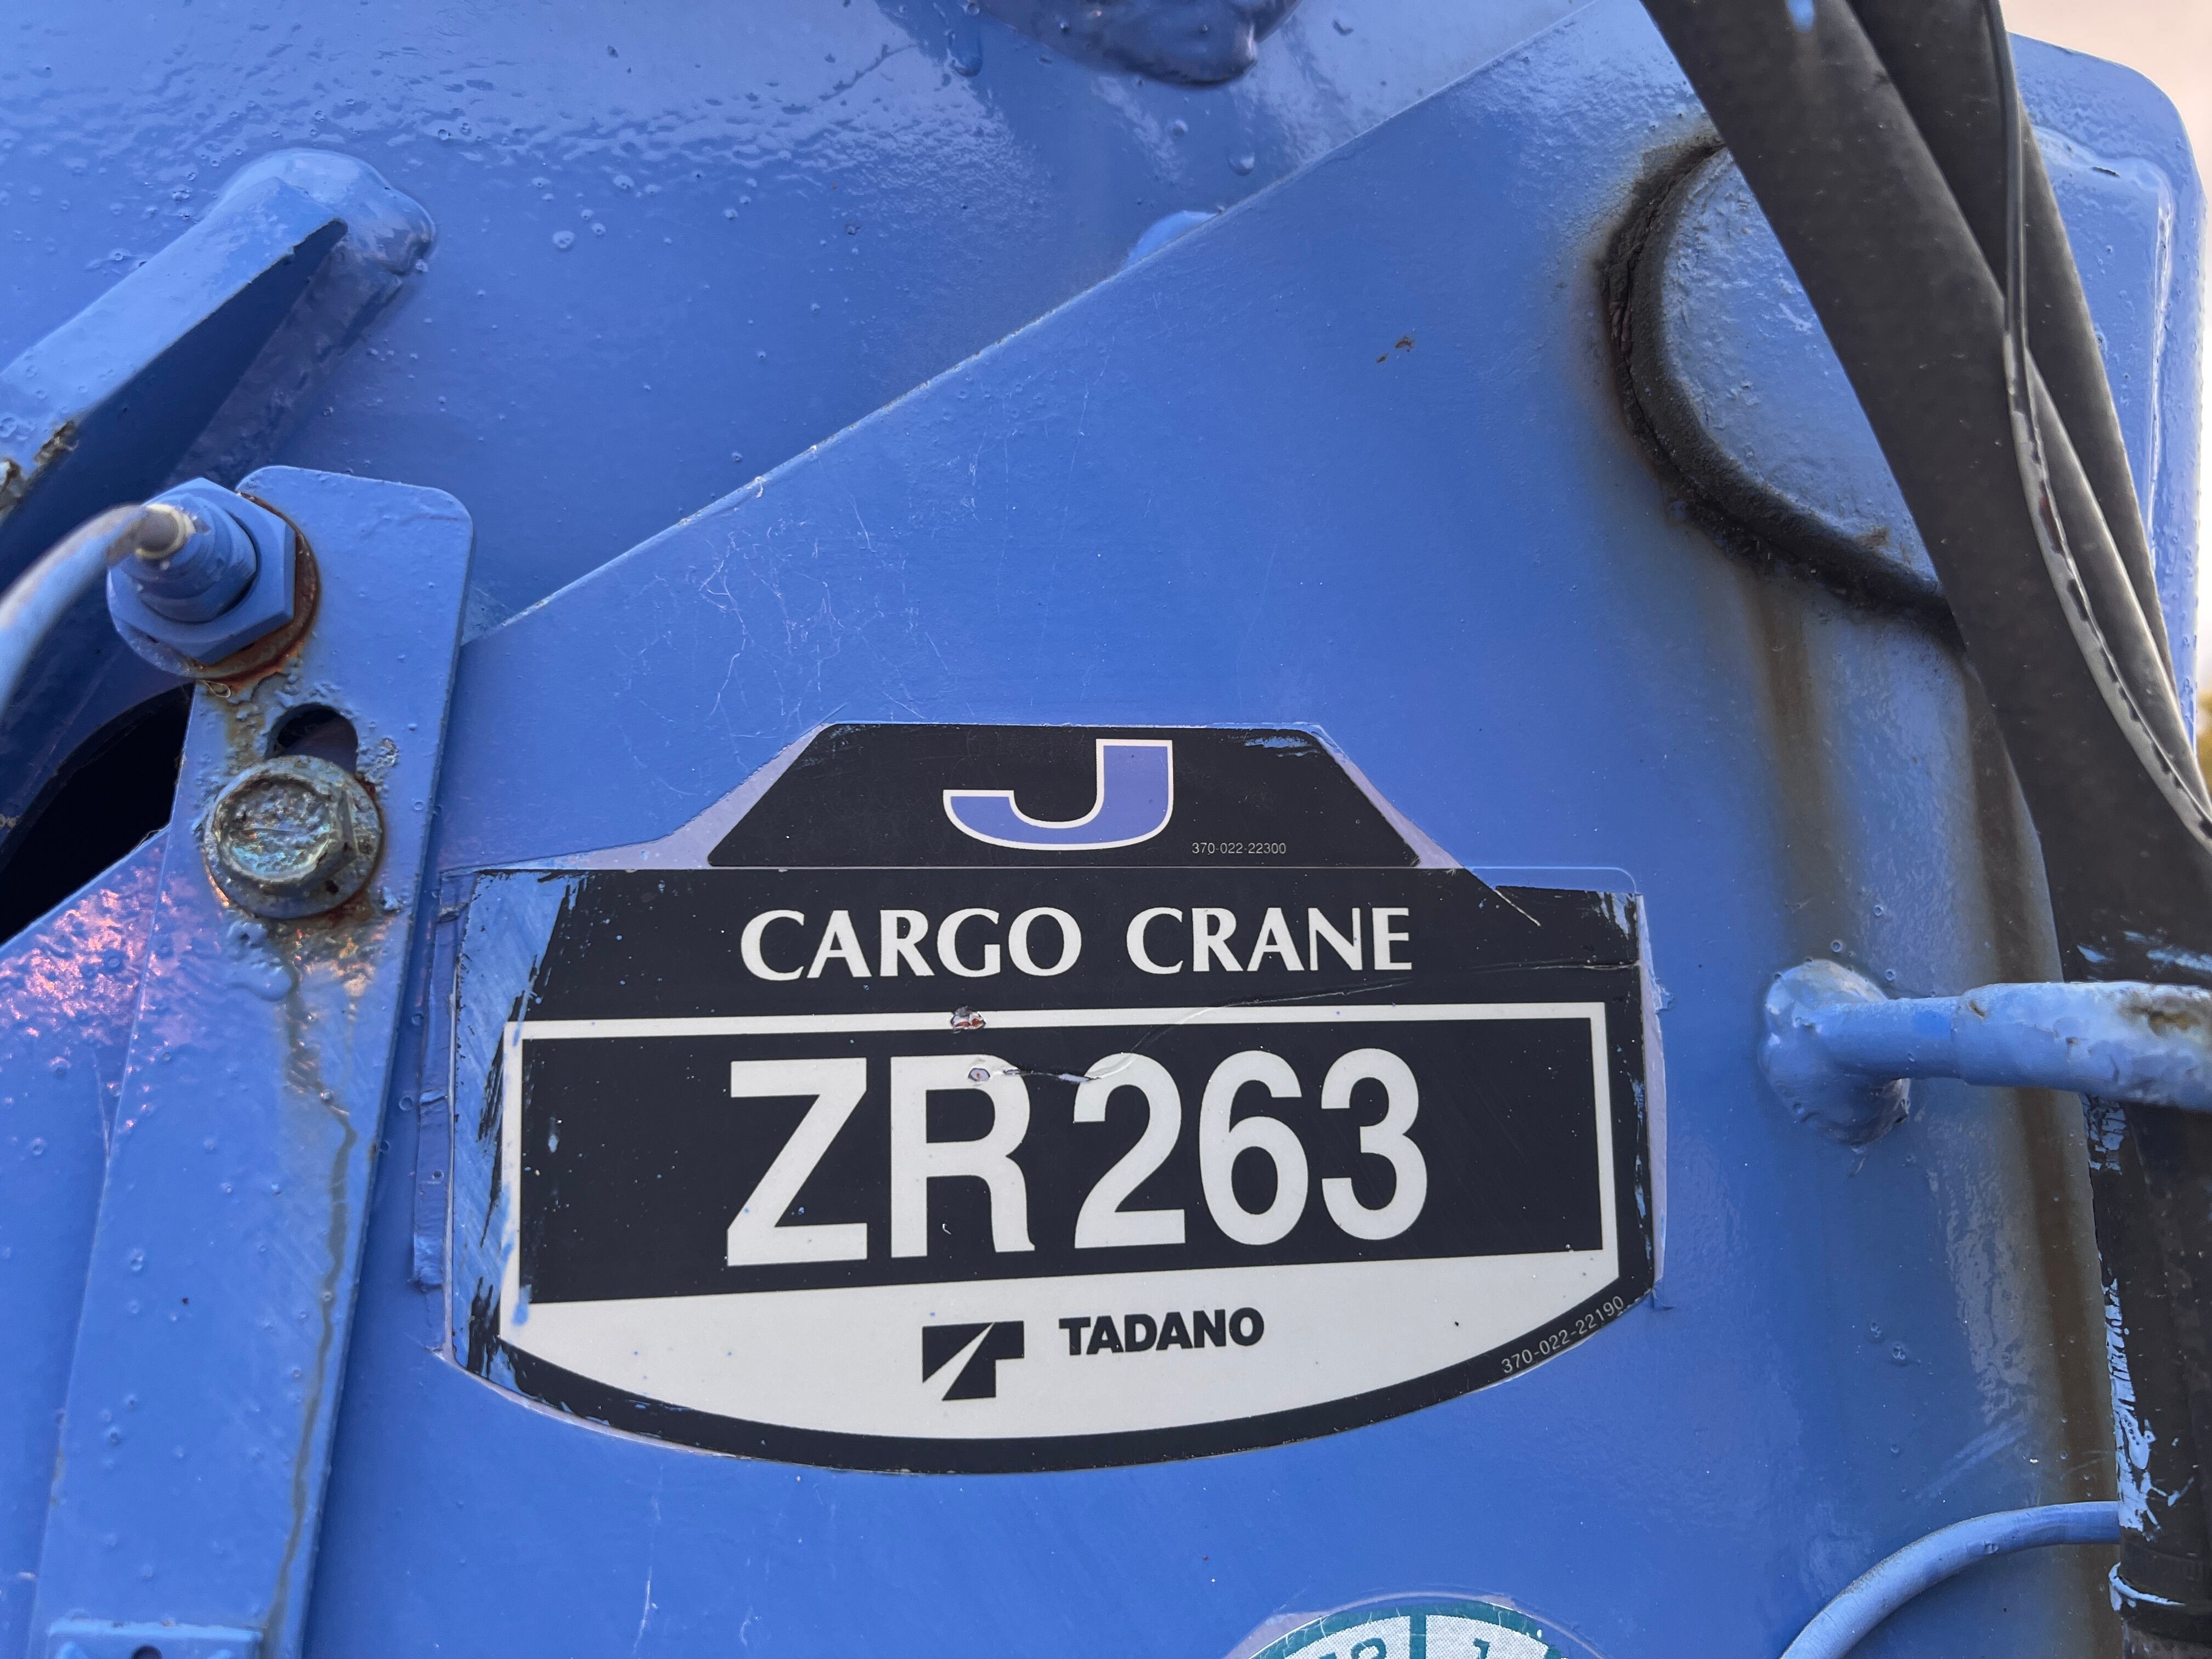 J
370-022-22300
CARGO CRANE
ZR263
TADANO
370-022-22190